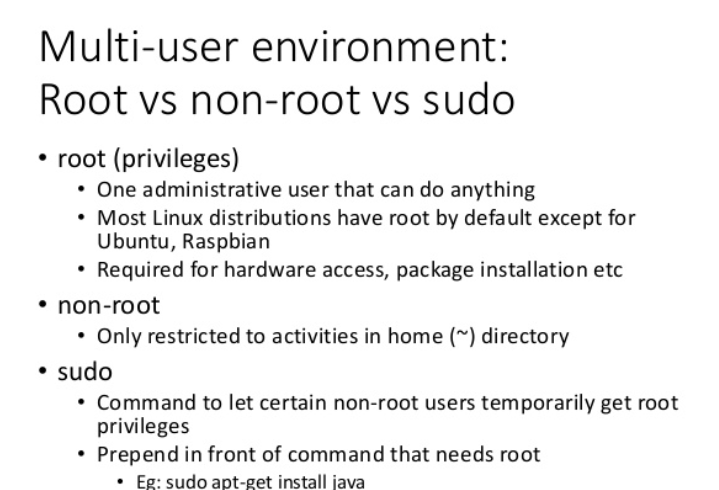 Multi-user environment:
Root vs non-root vs sudo
• root (privileges)
• One administrative user that can do anything
• Most Linux distributions have root by default except for
Ubuntu, Raspbian
• Required for hardware access, package installation etc
• non-root
• Only restricted to activities in home (~) directory
• sudo
• Command to let certain non-root users temporarily get root
privileges
• Prepend in front of command that needs root
• Eg: sudo apt-get install java